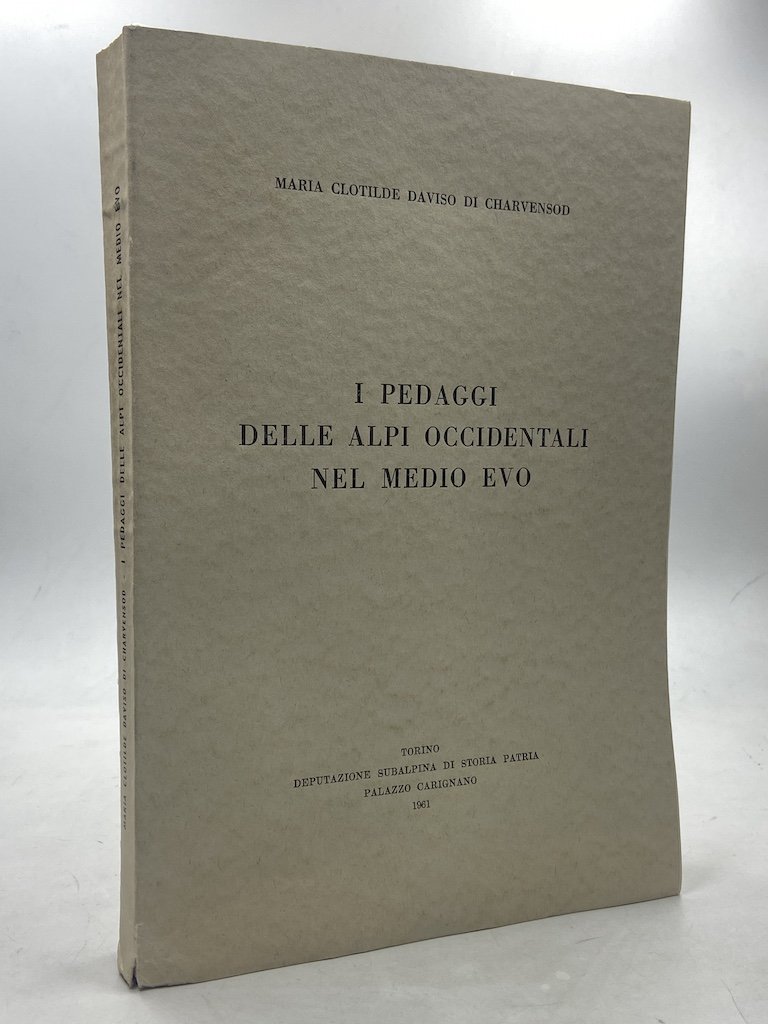 MARIA CLOTILDE DAVISO DI CHARVENSOD
I PEDAGGI
DELLE ALPI OCCIDENTALI
NEL MEDIO EVO
TORINO
DEPUTAZIONE SUBALPINA DI STORIA PATRIA
PALAZZO CARIGNANO
1961
MARIA CLOTILDE DAVISO DI CHARVENSOD - I PEDAGGI DELLE ALPI OCCIDENTALI NEL MEDIO EVO